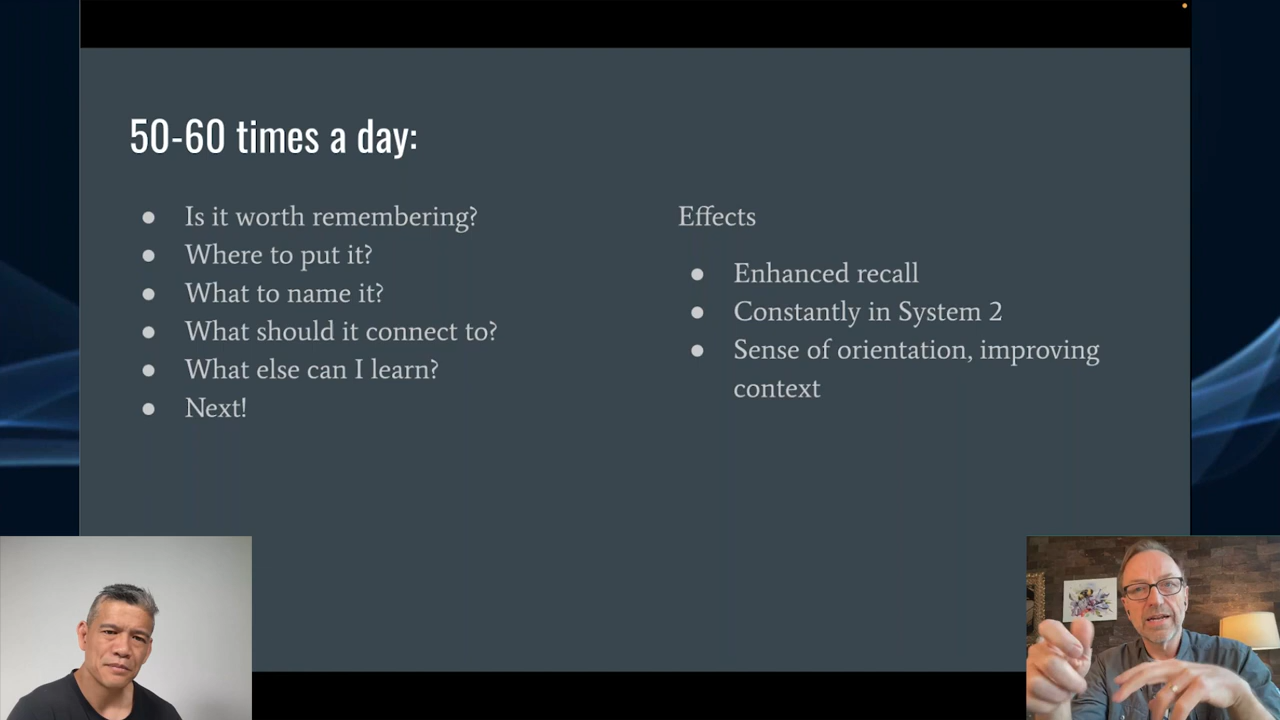 50-60 times a day:
● Is it worth remembering?
● Where to put it?
● What to name it?
● What should it connect to?
● What else can I learn?
● Next!
Effects
● Enhanced recall
● Constantly in System 2
● Sense of orientation, improving
context